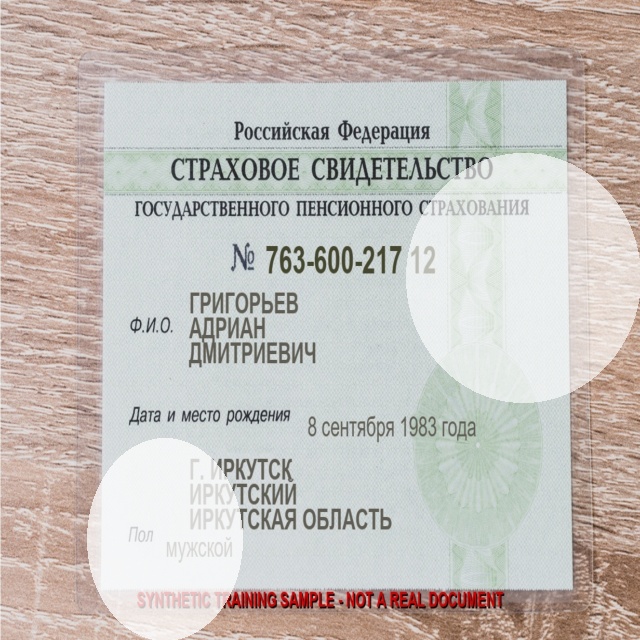 Российская Федерация
СТРАХОВОЕ СВИДЕТЕЛЬСТВО
ГОСУДАРСТВЕННОГО ПЕНСИОННОГО СТРАХОВАНИЯ
№ 763-600-217 12
Ф.И.О. ГРИГОРЬЕВ
АДРИАН
ДМИТРИЕВИЧ
Дата и место рождения 8 сентября 1983 года
Г. ИРКУТСК
ИРКУТСКИЙ
ИРКУТСКАЯ ОБЛАСТЬ
Пол мужской
SYNTHETIC TRAINING SAMPLE - NOT A REAL DOCUMENT